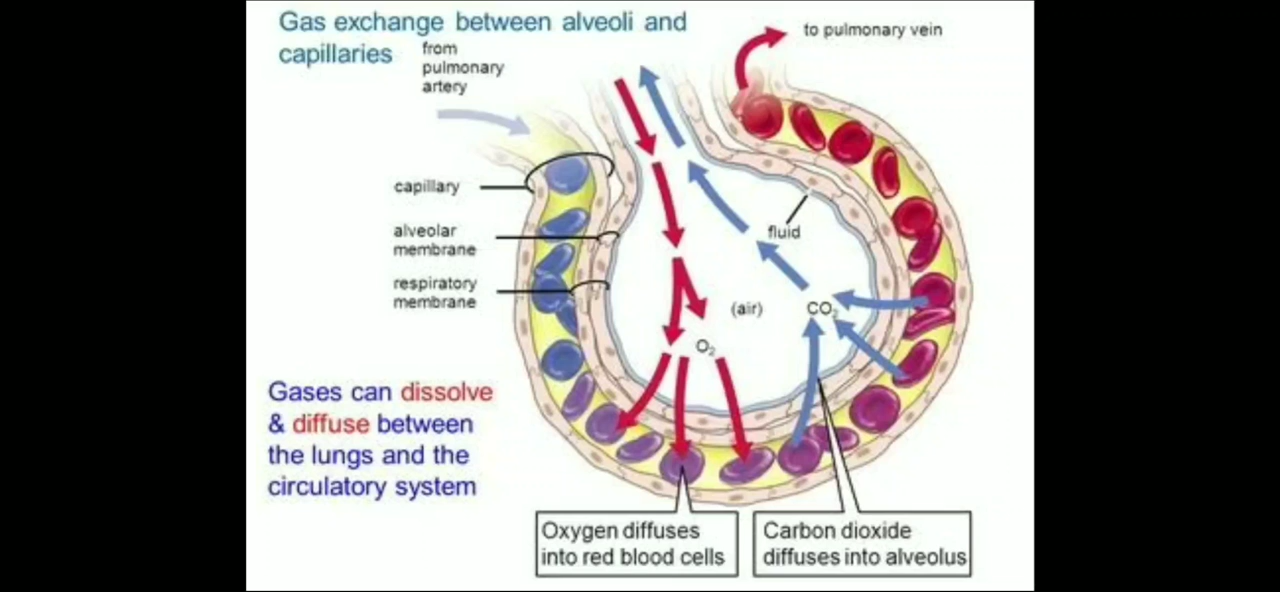 Gas exchange between alveoli and
capillaries
from
pulmonary
artery
to pulmonary vein
capillary
alveolar
membrane
fluid
respiratory
membrane
(air)
CO₂
O₂
Gases can dissolve
& diffuse between
the lungs and the
circulatory system
Oxygen diffuses
into red blood cells
Carbon dioxide
diffuses into alveolus